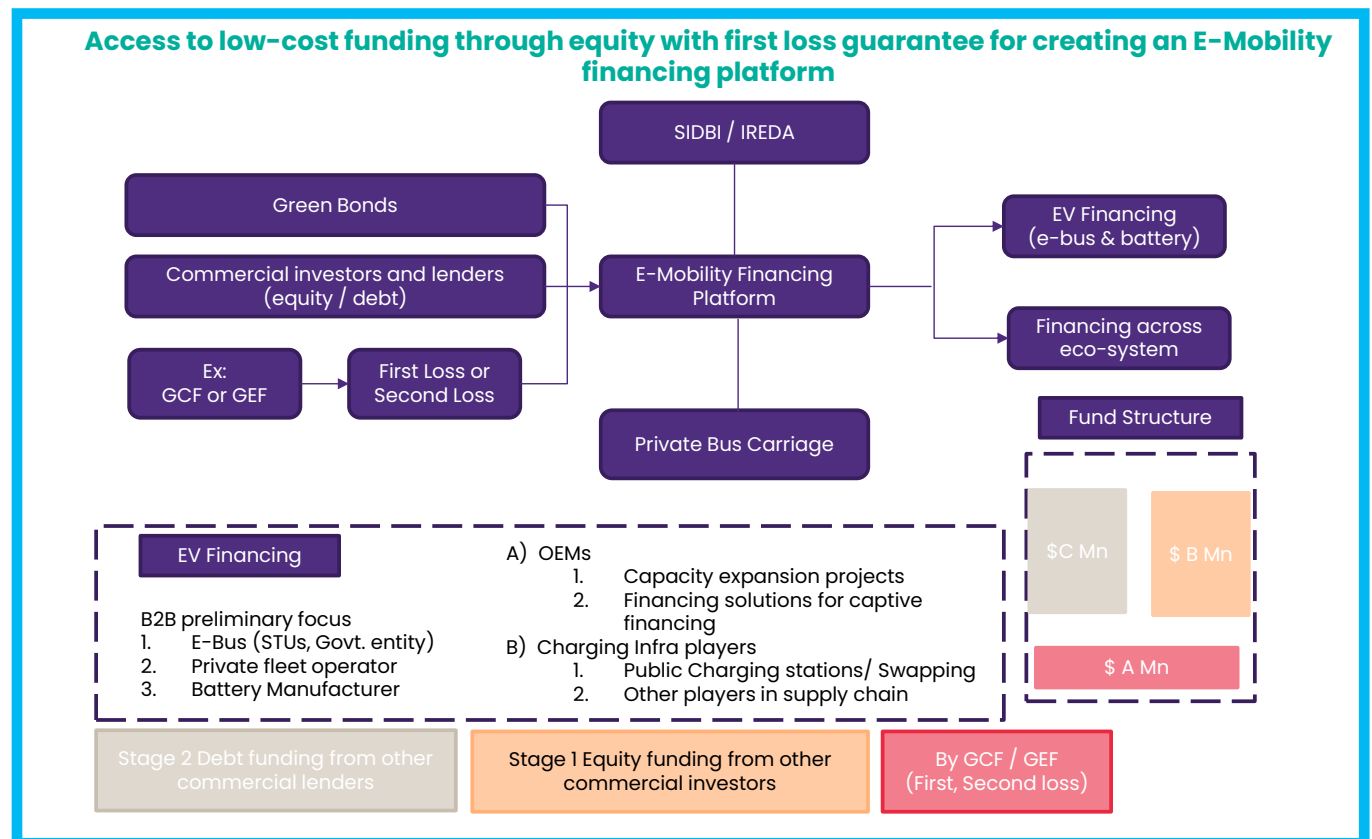 Access to low-cost funding through equity with first loss guarantee for creating an E-Mobility
financing platform
SIDBI / IREDA
Green Bonds
Commercial investors and lenders
(equity / debt)
Ex:
GCF or GEF
First Loss or
Second Loss
E-Mobility Financing
Platform
EV Financing
(e-bus & battery)
Financing across
eco-system
Private Bus Carriage
Fund Structure
$C Mn
$ B Mn
$ A Mn
EV Financing
B2B preliminary focus
1. E-Bus (STUs, Govt. entity)
2. Private fleet operator
3. Battery Manufacturer
A) OEMs
1. Capacity expansion projects
2. Financing solutions for captive
financing
B) Charging Infra players
1. Public Charging stations/ Swapping
2. Other players in supply chain
Stage 2 Debt funding from other
commercial lenders
Stage 1 Equity funding from other
commercial investors
By GCF / GEF
(First, Second loss)